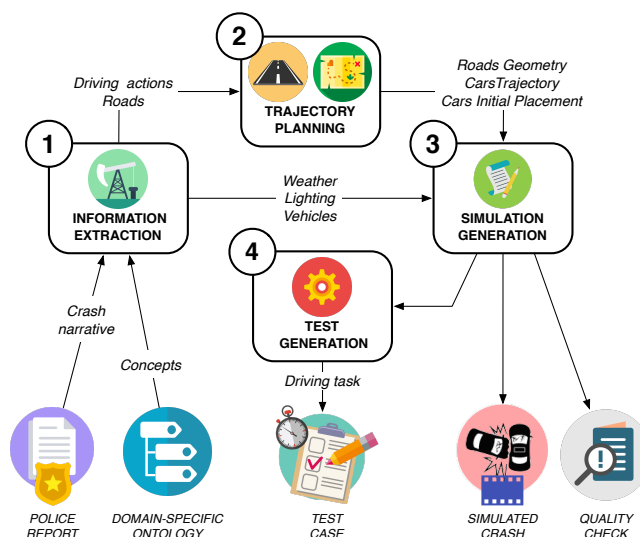 2
TRAJECTORY
PLANNING
Driving actions
Roads
Roads Geometry
CarsTrajectory
Cars Initial Placement
1
INFORMATION
EXTRACTION
Weather
Lighting
Vehicles
3
SIMULATION
GENERATION
4
TEST
GENERATION
Crash
narrative
Concepts
Driving task
POLICE
REPORT
DOMAIN-SPECIFIC
ONTOLOGY
TEST
CASE
SIMULATED
CRASH
QUALITY
CHECK